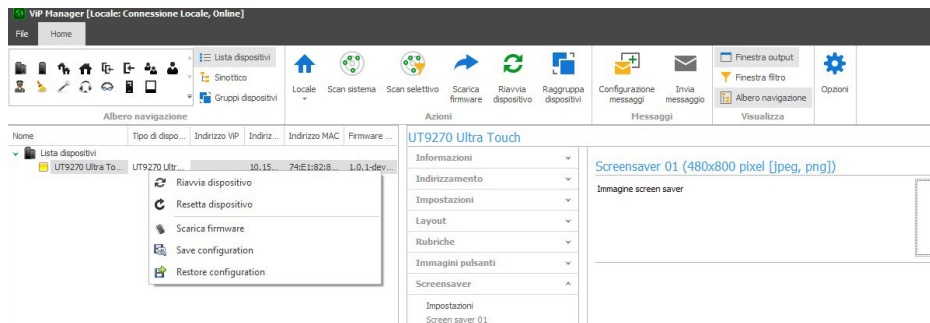 ViP Manager [Locale: Connessione Locale, Online]
File Home
Lista dispositivi
Sinottico
Gruppi dispositivi
Albero navigazione
Locale
Scan sistema
Scan selettivo
Scarica firmware
Riavvia dispositivo
Raggruppa dispositivi
Azioni
Configurazione messaggi
Invia messaggio
Messaggi
Finestra output
Finestra filtro
Albero navigazione
Visualizza
Opzioni
Nome Tipo di dispo... Indirizzo ViP Indiriz... Indirizzo MAC Firmware ...
Lista dispositivi
UT9270 Ultra To... UT9270 Ultr... 10.15... 74:E1:82:8... 1.0.1-dev...
Riavvia dispositivo
Resetta dispositivo
Scarica firmware
Save configuration
Restore configuration
UT9270 Ultra Touch
Informazioni
Indirizzamento
Impostazioni
Layout
Rubriche
Immagini pulsanti
Screensaver
Impostazioni
Screen saver 01
Screensaver 01 (480x800 pixel [jpeg, png])
Immagine screen saver